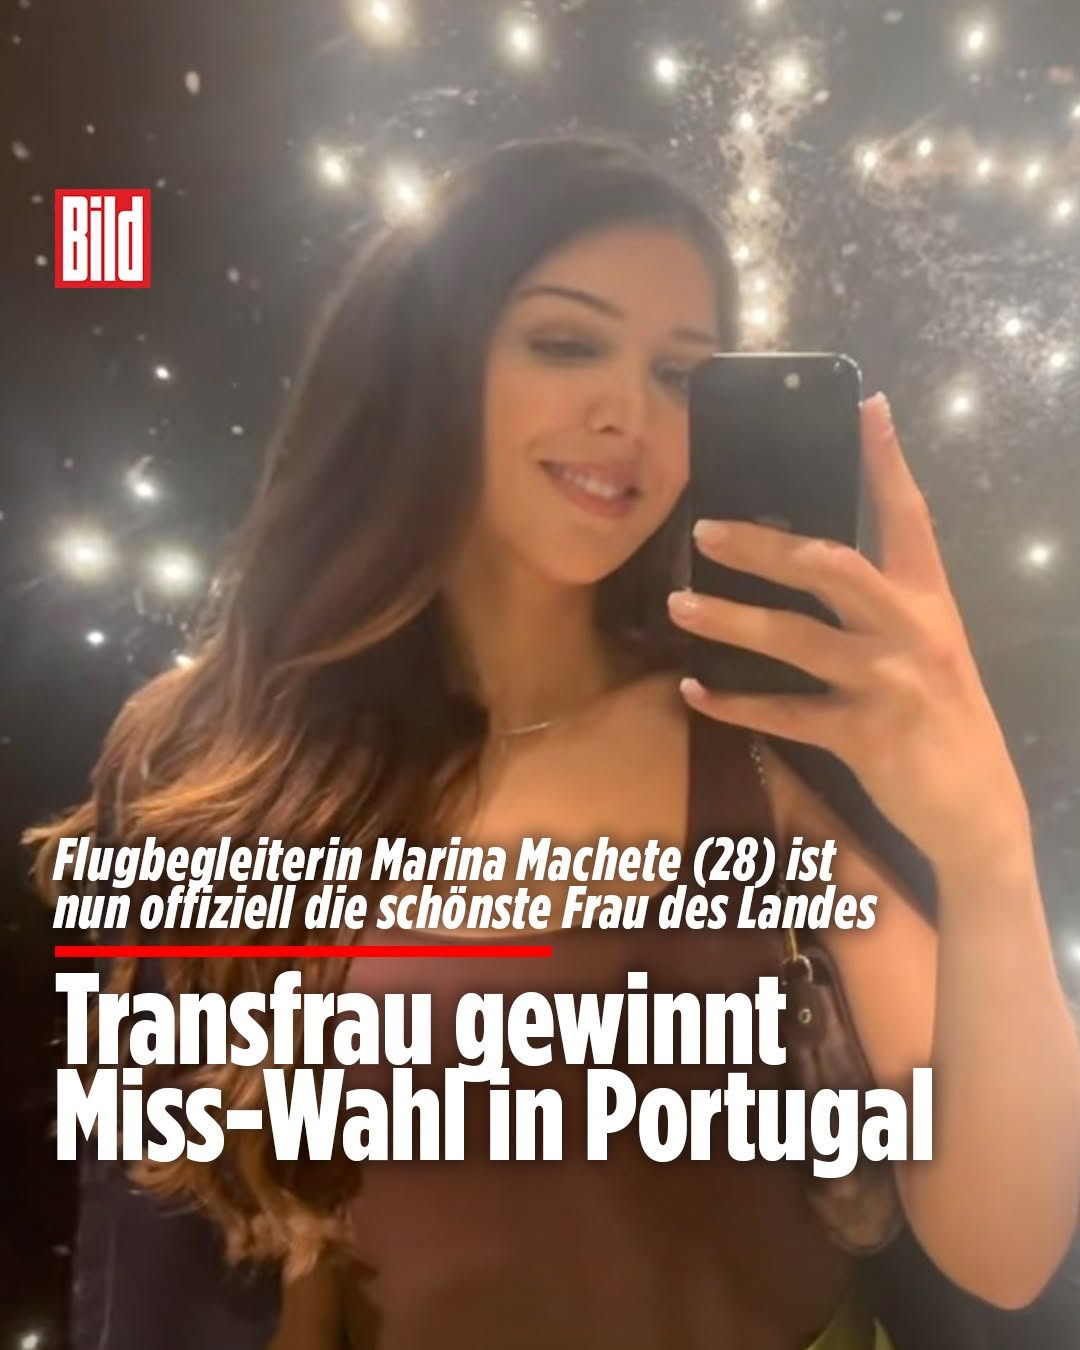 Bild
Flugbegleiterin Marina Machete (28) ist
nun offiziell die schönste Frau des Landes
Transfrau gewinnt
Miss-Wahl in Portugal